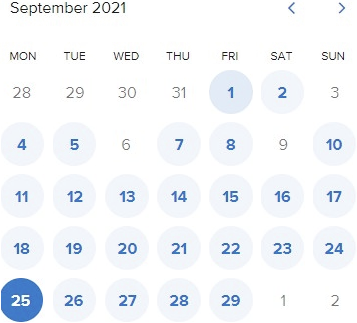 September 2021 < >
MON TUE WED THU FRI SAT SUN
28 29 30 31 1 2 3
4 5 6 7 8 9 10
11 12 13 14 15 16 17
18 19 20 21 22 23 24
25 26 27 28 29 1 2